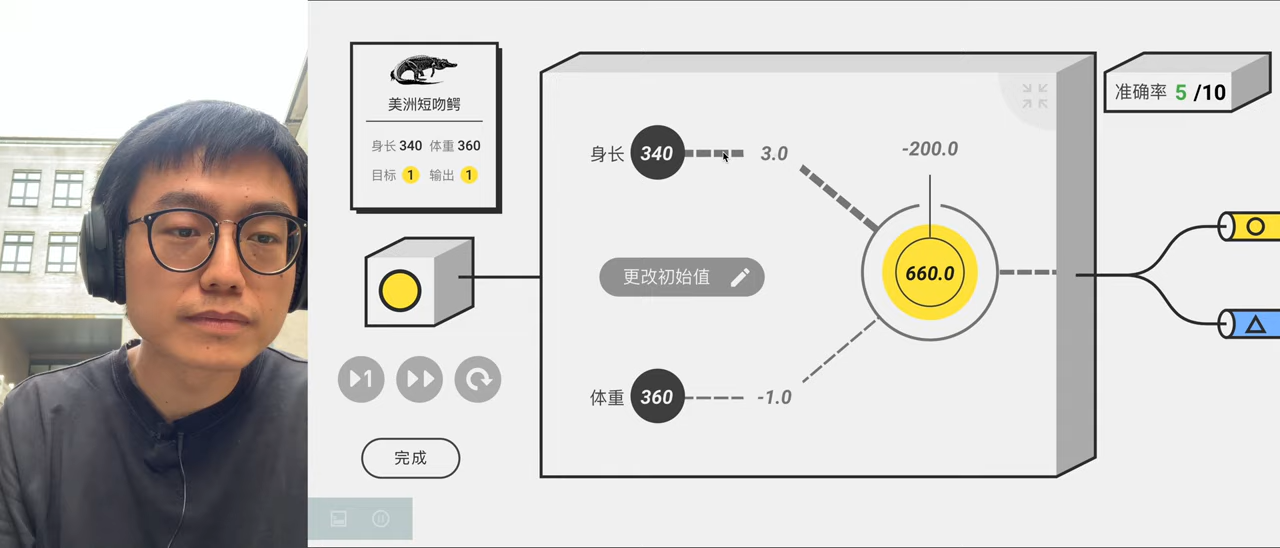 美洲短吻鳄
身长 340 体重 360
目标 1 输出 1
完成
身长 340 3.0
-200.0
更改初始值
660.0
体重 360 -1.0
准确率 5 /10